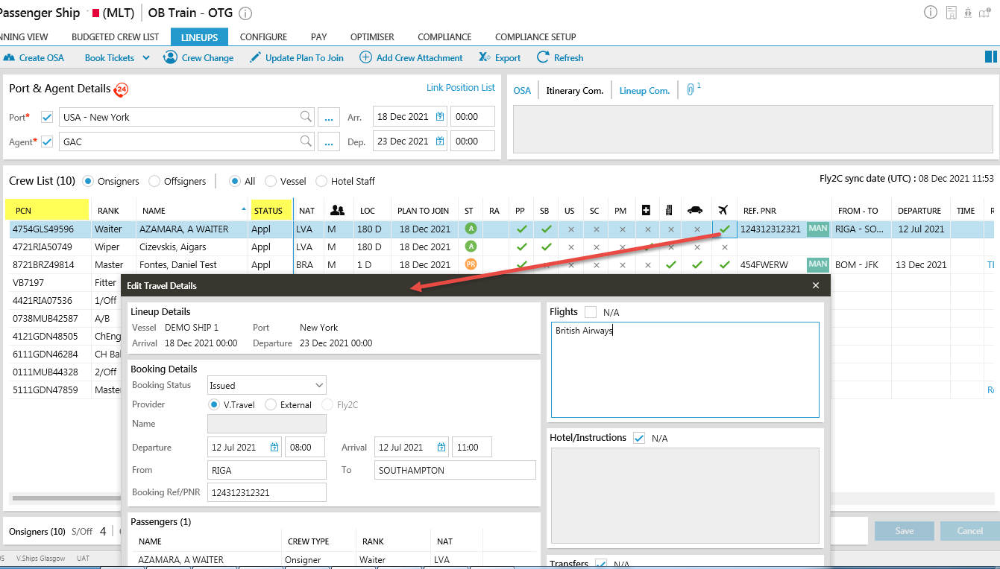 Passenger Ship (MLT) OB Train - OTG
NNING VIEW BUDGETED CREW LIST LINEUPS CONFIGURE PAY OPTIMISER COMPLIANCE COMPLIANCE SETUP
Create OSA Book Tickets Crew Change Update Plan To Join Add Crew Attachment Export Refresh
Port & Agent Details 24 Link Position List
OSA Itinerary Com. Lineup Com. 1
Port* USA - New York ... Arr. 18 Dec 2021 00:00
Agent* GAC ... Dep. 23 Dec 2021 00:00
Crew List (10) Onsigners Offsigners All Vessel Hotel Staff Fly2C sync date (UTC) : 08 Dec 2021 11:53
PCN RANK NAME STATUS NAT LOC PLAN TO JOIN ST RA PP SB US SC PM REF. PNR FROM - TO DEPARTURE TIME R
4754GLS49596 Waiter AZAMARA, A WAITER Appl LVA M 180 D 18 Dec 2021 A 124312312321 MAN RIGA - SO... 12 Jul 2021
4721RIA50749 Wiper Cizevskis, Aigars Appl LVA M 180 D 18 Dec 2021 A
8721BRZ49814 Master Fontes, Daniel Test Appl BRA M 1 D 18 Dec 2021 PR 454FWERW MAN BOM - JFK 13 Dec 2021
VB7197 Fitter
4421RIA07536 1/Off
0738MUB42587 A/B
4121GDN48505 ChEng
6111GDN46284 CH Ba
0111MUB44328 2/Off
5111GDN47859 Maste
Edit Travel Details
Lineup Details
Vessel DEMO SHIP 1 Port New York
Arrival 18 Dec 2021 00:00 Departure 23 Dec 2021 00:00
Booking Details
Booking Status Issued
Provider V.Travel External Fly2C
Name
Departure 12 Jul 2021 08:00 Arrival 12 Jul 2021 11:00
From RIGA To SOUTHAMPTON
Booking Ref/PNR 124312312321
Passengers (1)
NAME CREW TYPE RANK NAT
AZAMARA, A WAITER Onsigner Waiter LVA
Flights N/A
British Airways
Hotel/Instructions N/A
Transfers N/A
Onsigners (10) S/Off 4
Save Cancel
05 V.Ships Glasgow UAT